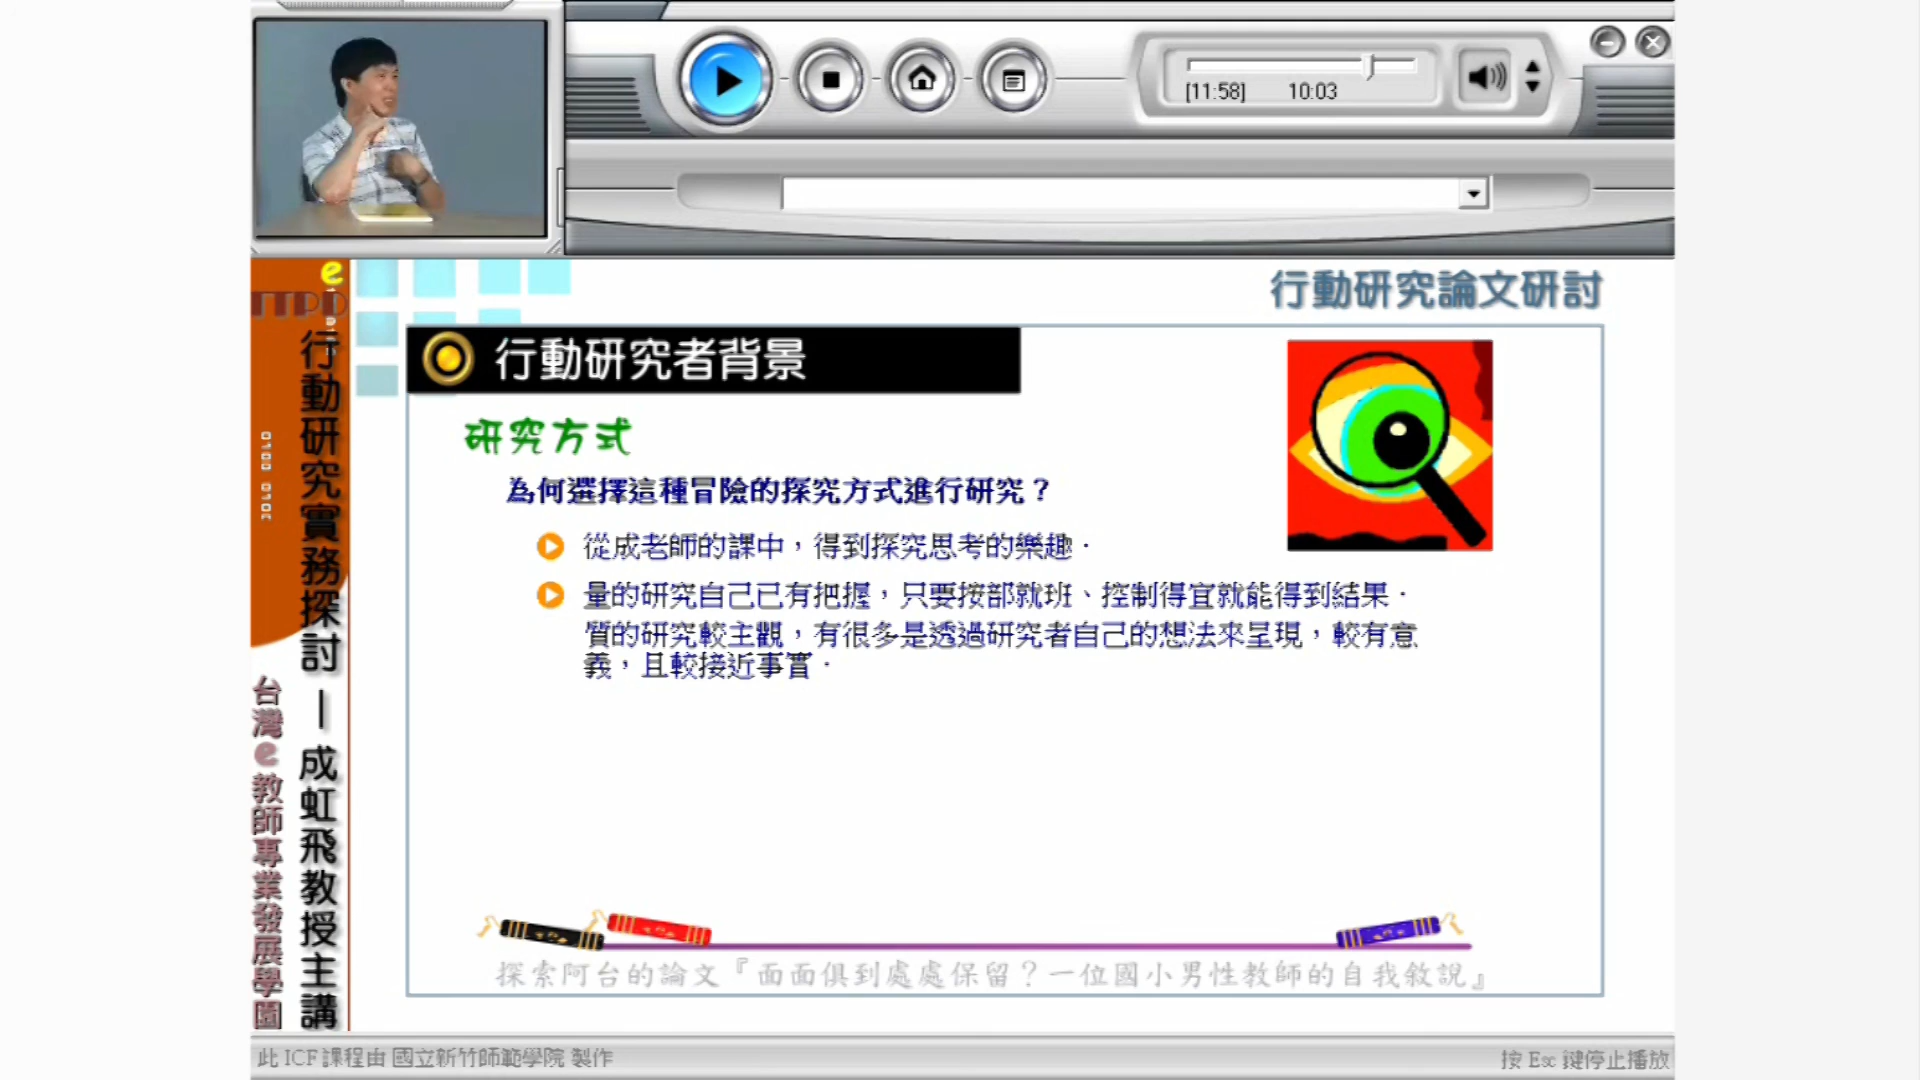 [11:58] 10:03
行動研究論文研討
行動研究者背景
研究方式
為何選擇這種冒險的探究方式進行研究？
從成老師的課中，得到探究思考的樂趣．
量的研究自己已有把握，只要按部就班、控制得宜就能得到結果．
質的研究較主觀，有很多是透過研究者自己的想法來呈現，較有意
義，且較接近事實．
探索阿台的論文『面面俱到處處保留？一位國小男性教師的自我敘說』
e
TTPD
行動研究實務探討 — 成虹飛教授主講
台灣e教師專業發展學園
此 ICF 課程由 國立新竹師範學院 製作
按 Esc 鍵停止播放